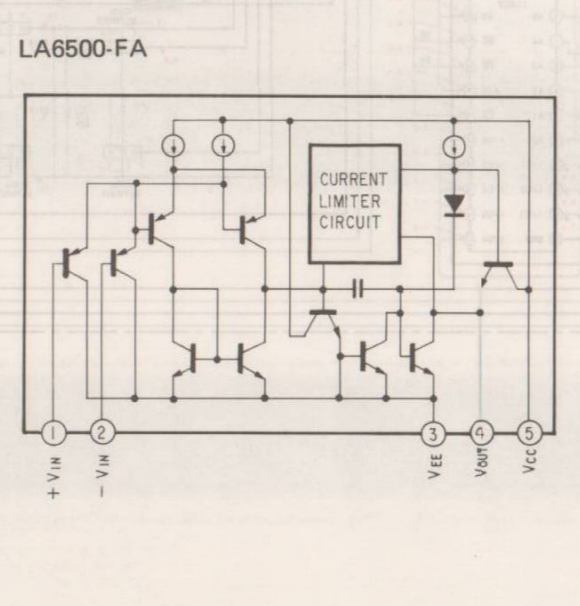 LA6500-FA
CURRENT
LIMITER
CIRCUIT
1
2
3
4
5
+ VIN
− VIN
VEE
VOUT
VCC